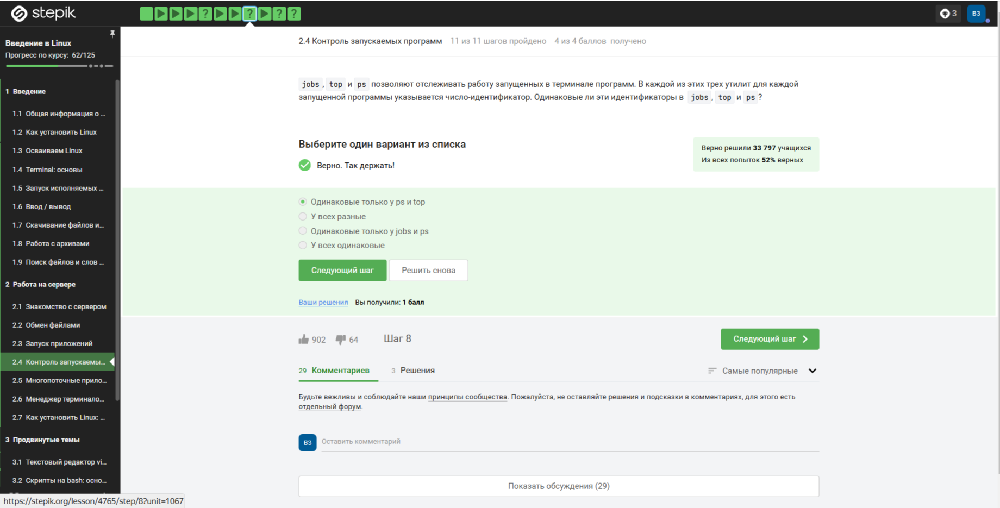 stepik
? ? ? ?
3
ВЗ
Введение в Linux
Прогресс по курсу: 62/125
1 Введение
1.1 Общая информация о ...
1.2 Как установить Linux
1.3 Осваиваем Linux
1.4 Terminal: основы
1.5 Запуск исполняемых ...
1.6 Ввод / вывод
1.7 Скачивание файлов и...
1.8 Работа с архивами
1.9 Поиск файлов и слов ...
2 Работа на сервере
2.1 Знакомство с сервером
2.2 Обмен файлами
2.3 Запуск приложений
2.4 Контроль запускаемы...
2.5 Многопоточные прило...
2.6 Менеджер терминало...
2.7 Как установить Linux: ...
3 Продвинутые темы
3.1 Текстовый редактор vi...
3.2 Скрипты на bash: осно...
https://stepik.org/lesson/4765/step/8?unit=1067
2.4 Контроль запускаемых программ 11 из 11 шагов пройдено 4 из 4 баллов получено
jobs, top и ps позволяют отслеживать работу запущенных в терминале программ. В каждой из этих трех утилит для каждой
запущенной программы указывается число-идентификатор. Одинаковые ли эти идентификаторы в jobs, top и ps?
Выберите один вариант из списка
Верно. Так держать!
Верно решили 33 797 учащихся
Из всех попыток 52% верных
Одинаковые только у ps и top
У всех разные
Одинаковые только у jobs и ps
У всех одинаковые
Следующий шаг
Решить снова
Ваши решения Вы получили: 1 балл
902 64 Шаг 8
Следующий шаг
29 Комментариев 3 Решения
Самые популярные
Будьте вежливы и соблюдайте наши принципы сообщества. Пожалуйста, не оставляйте решения и подсказки в комментариях, для этого есть
отдельный форум.
ВЗ
Оставить комментарий
Показать обсуждения (29)